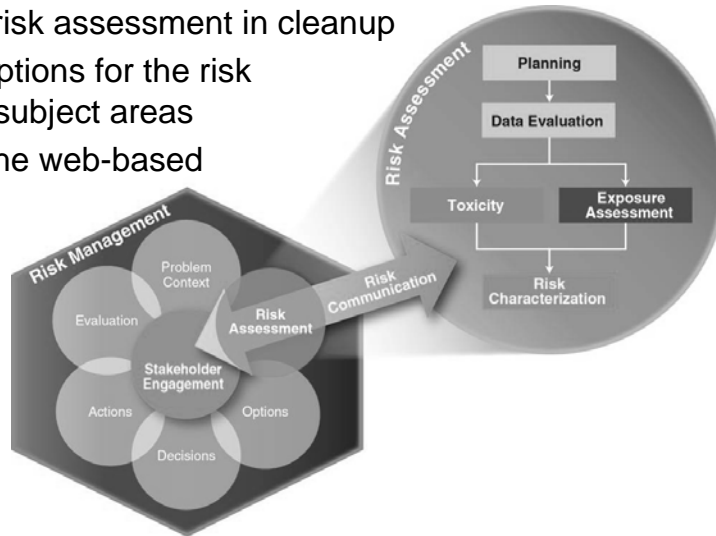 risk assessment in cleanup
ptions for the risk
subject areas
he web-based
Risk Assessment
Planning
Data Evaluation
Toxicity
Exposure
Assessment
Risk
Characterization
Risk Management
Problem
Context
Risk
Communication
Risk
Assessment
Evaluation
Stakeholder
Engagement
Actions
Options
Decisions